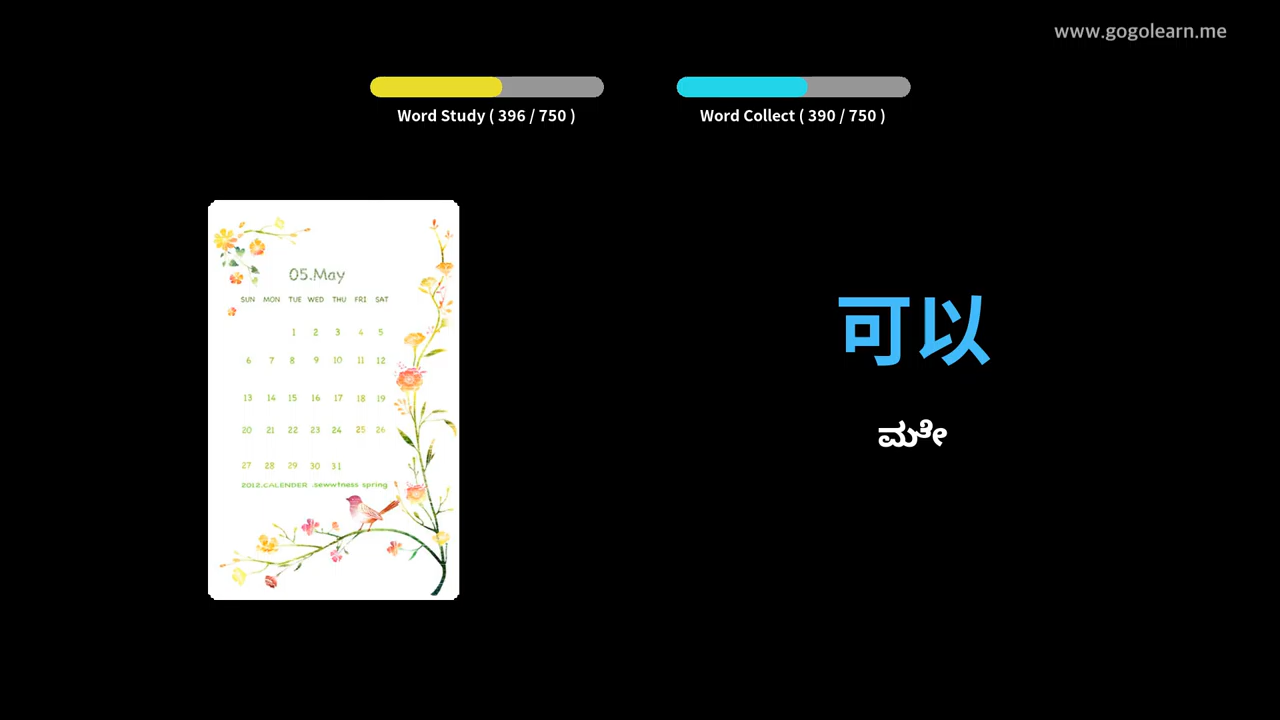 www.gogolearn.me
Word Study ( 396 / 750 )
Word Collect ( 390 / 750 )
05.May
SUN MON TUE WED THU FRI SAT
1 2 3 4 5
6 7 8 9 10 11 12
13 14 15 16 17 18 19
20 21 22 23 24 25 26
27 28 29 30 31
2012.CALENDER .sewwtness spring
可以
ಮೇ